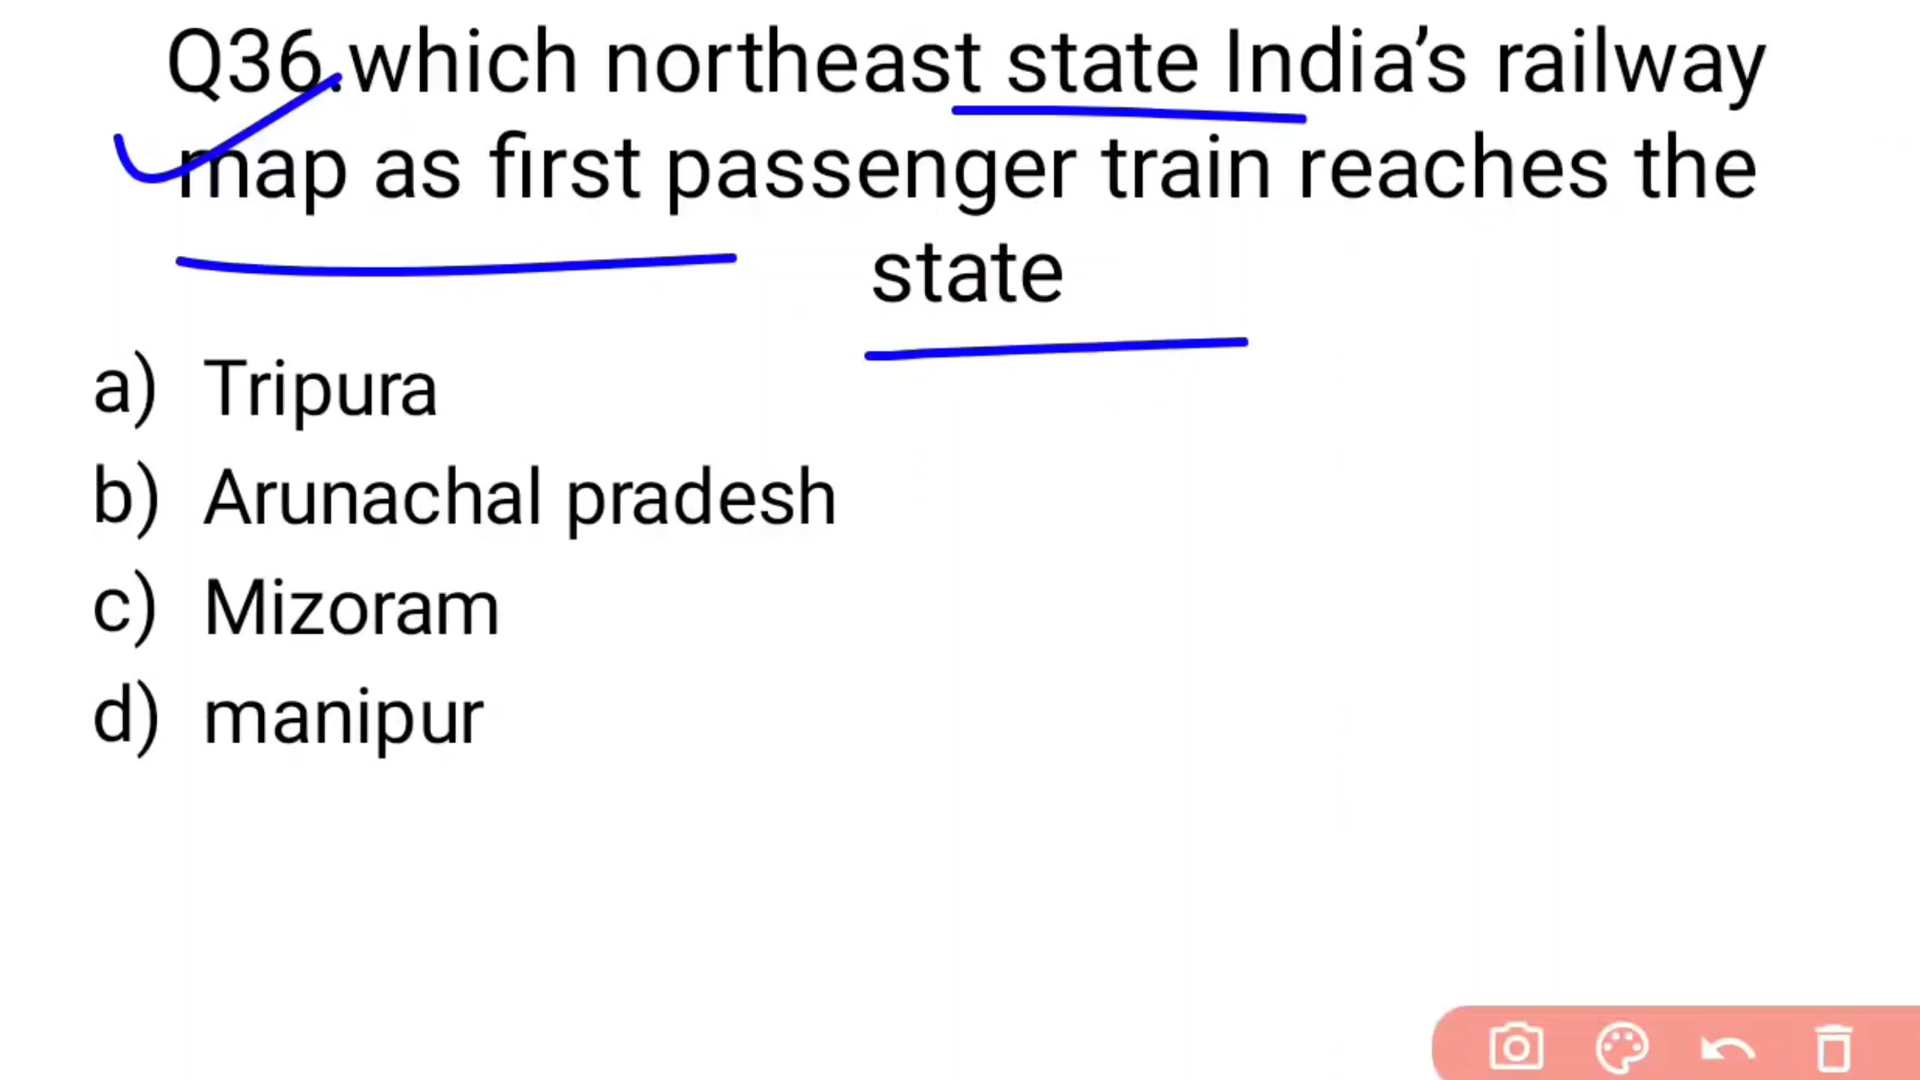 Q36.which northeast state India’s railway
map as first passenger train reaches the
state
a) Tripura
b) Arunachal pradesh
c) Mizoram
d) manipur